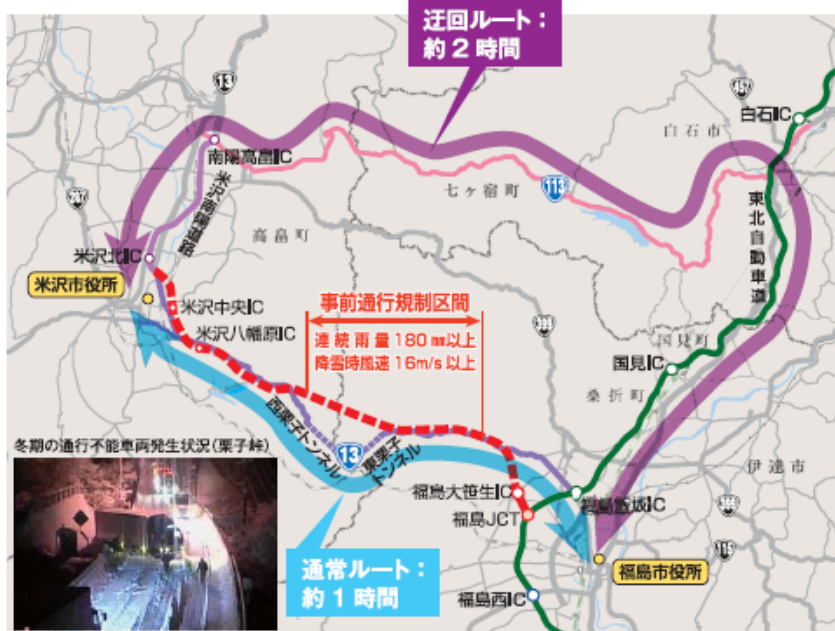 迂回ルート：
約２時間
13
457
白石IC
白石市
南陽高畠IC
七ヶ宿町
113
米沢南陽道路
287
高畠町
東北自動車道
米沢北IC
米沢市役所
米沢中央IC
事前通行規制区間
米沢八幡原IC
連続雨量180㎜以上
降雪時風速16m/s以上
399
国見町
国見IC
桑折町
西栗子トンネル
13
東栗子トンネル
冬期の通行不能車両発生状況（栗子峠）
伊達市
福島大笹生IC
福島飯坂IC
福島JCT
399
115
通常ルート：
約１時間
福島市役所
福島西IC